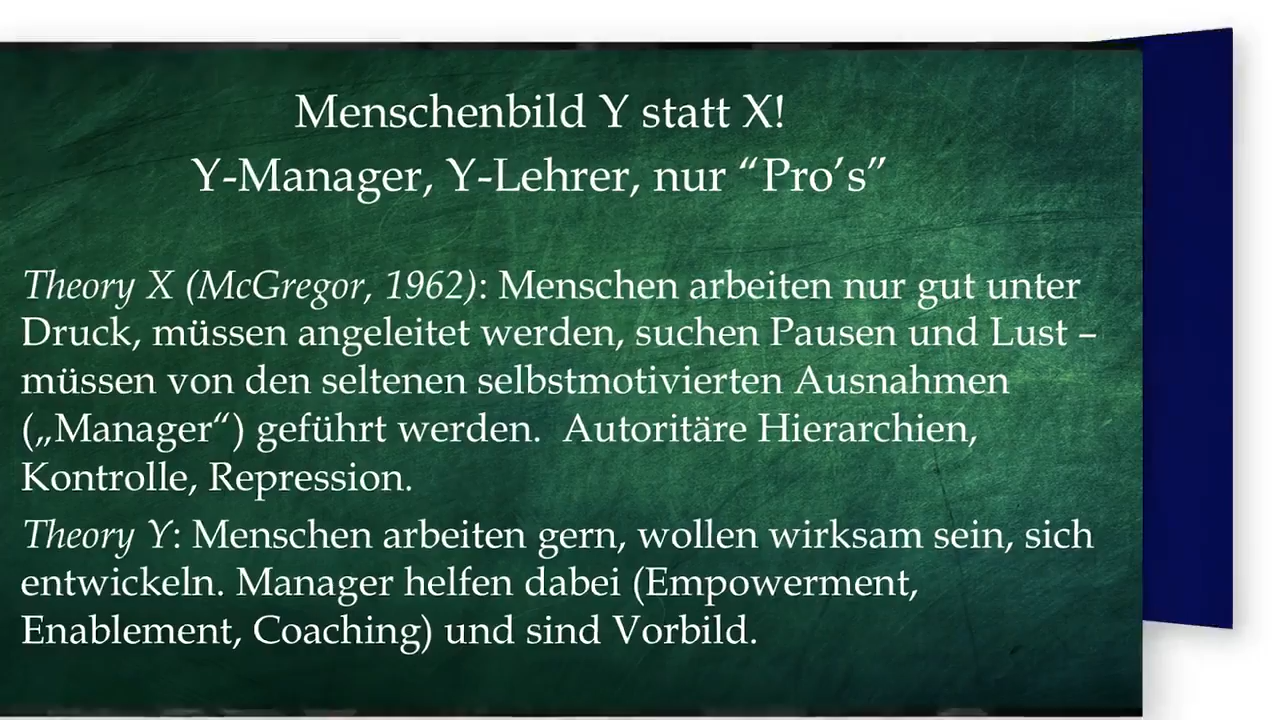 Menschenbild Y statt X!
Y-Manager, Y-Lehrer, nur “Pro’s”
Theory X (McGregor, 1962): Menschen arbeiten nur gut unter
Druck, müssen angeleitet werden, suchen Pausen und Lust –
müssen von den seltenen selbstmotivierten Ausnahmen
(„Manager“) geführt werden.  Autoritäre Hierarchien,
Kontrolle, Repression.
Theory Y: Menschen arbeiten gern, wollen wirksam sein, sich
entwickeln. Manager helfen dabei (Empowerment,
Enablement, Coaching) und sind Vorbild.